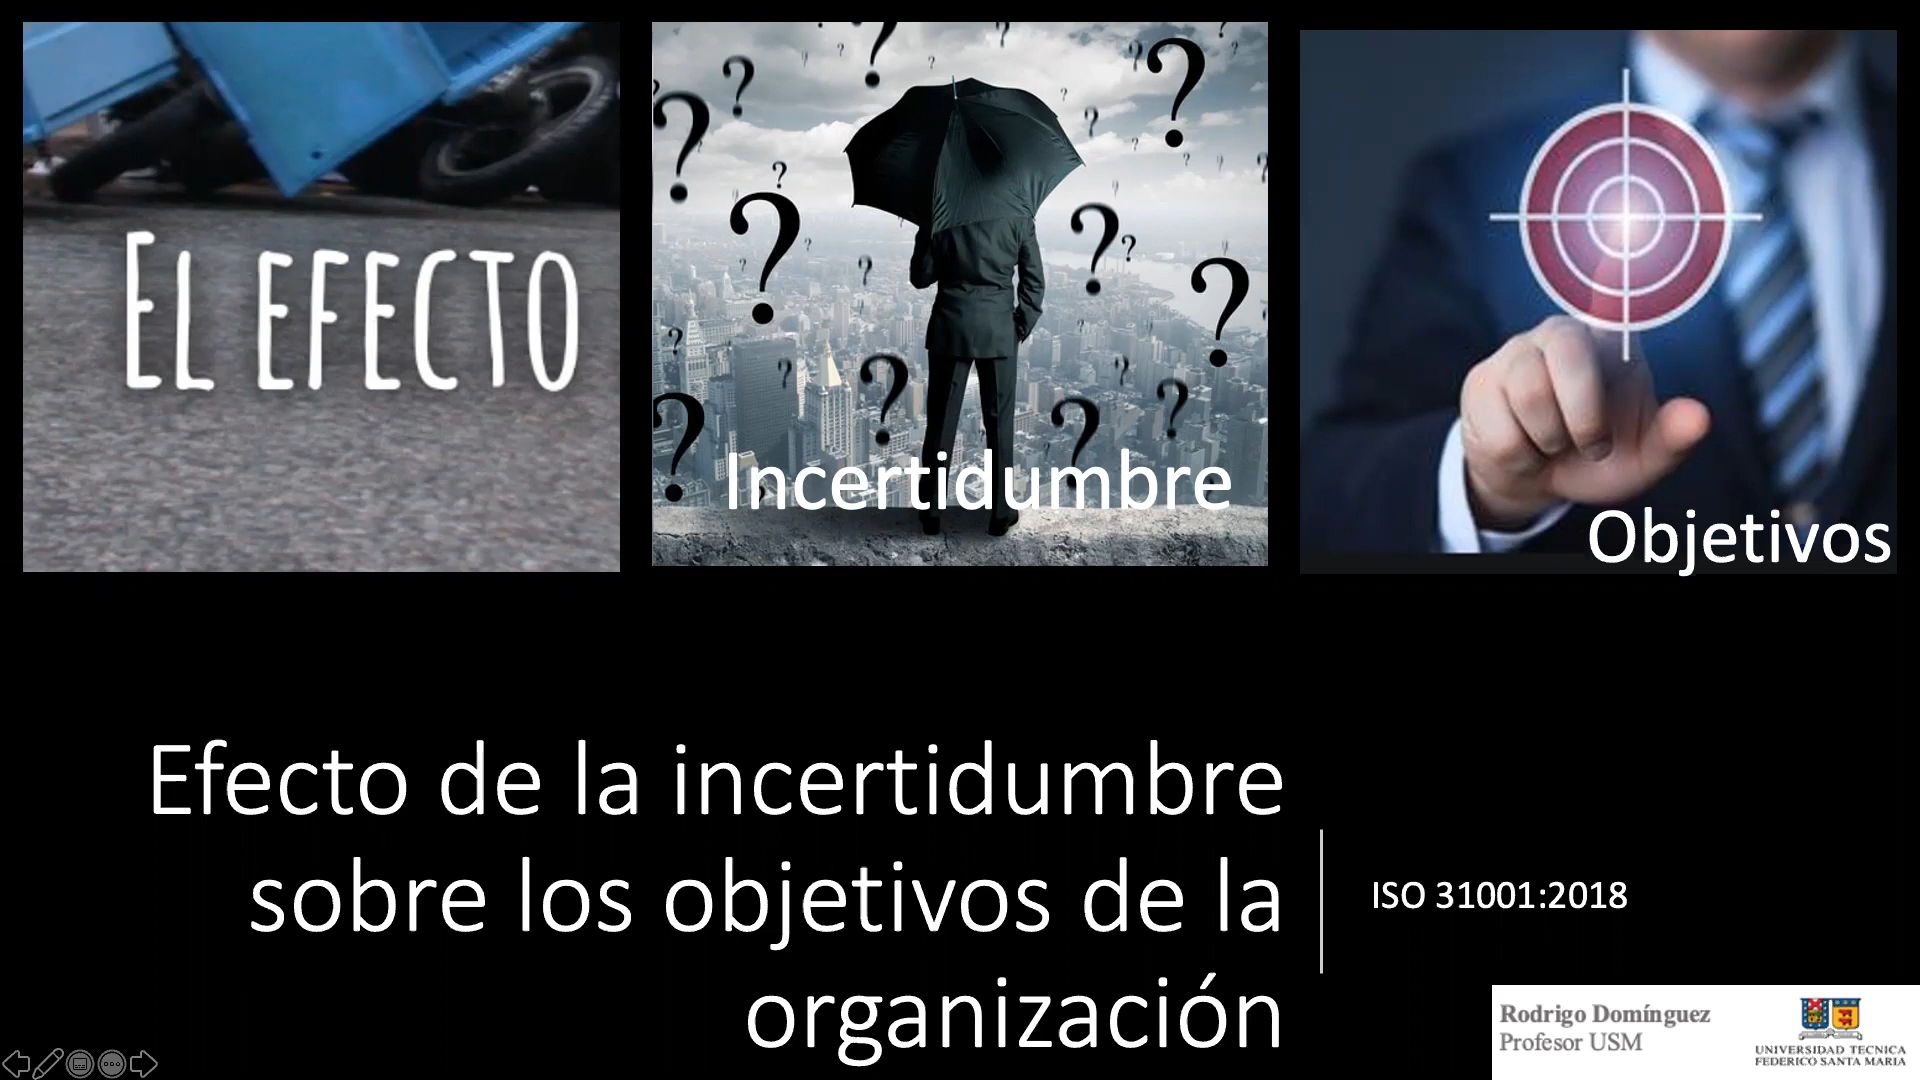 EL EFECTO
Incertidumbre
Objetivos
Efecto de la incertidumbre
sobre los objetivos de la
organización
ISO 31001:2018
Rodrigo Domínguez
Profesor USM
UNIVERSIDAD TECNICA
FEDERICO SANTA MARIA